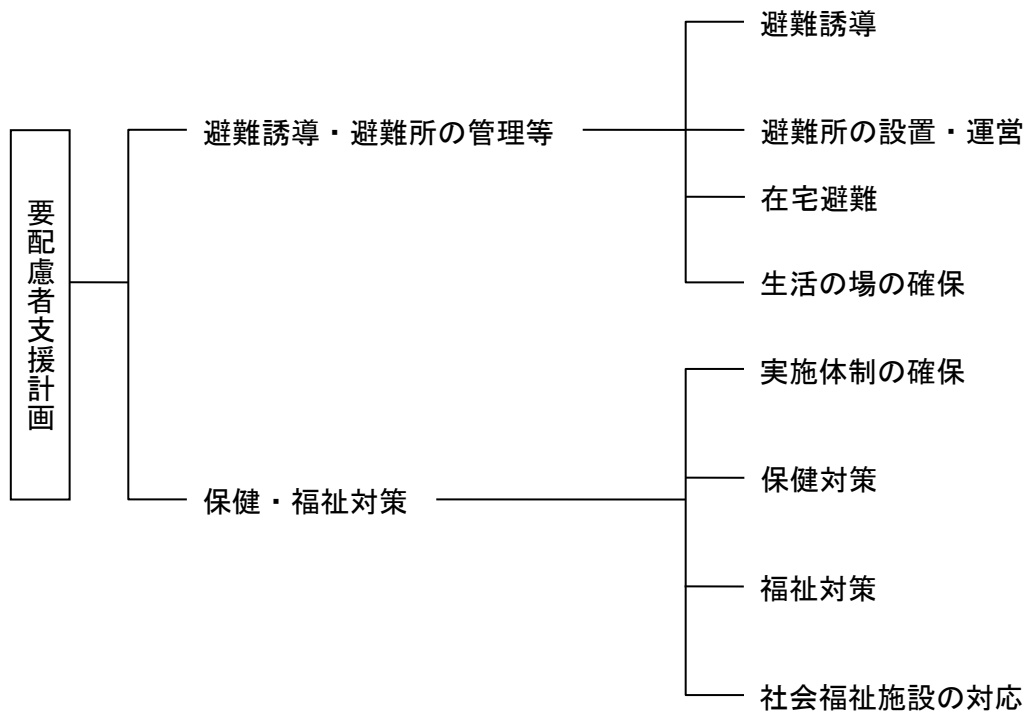 要配慮者支援計画
避難誘導・避難所の管理等
避難誘導
避難所の設置・運営
在宅避難
生活の場の確保
保健・福祉対策
実施体制の確保
保健対策
福祉対策
社会福祉施設の対応